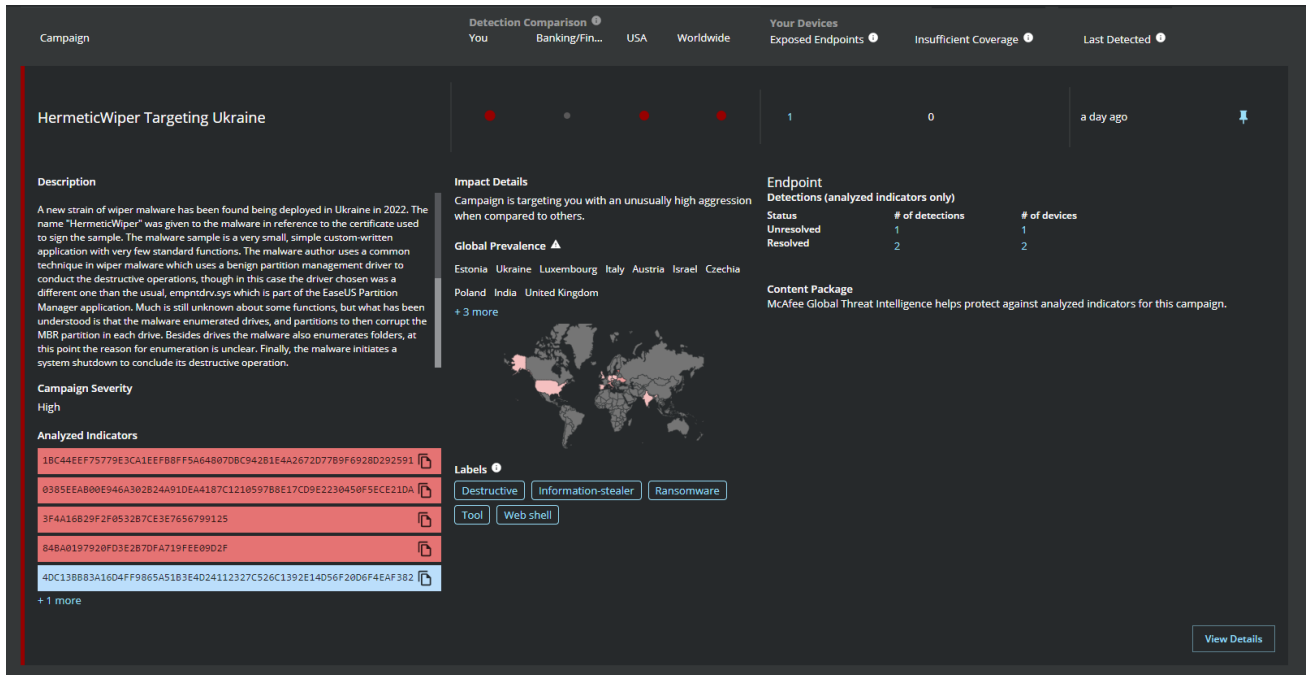 Detection Comparison
Your Devices
Campaign
You
Banking/Fin...
USA
Worldwide
Exposed Endpoints
Insufficient Coverage
Last Detected
HermeticWiper Targeting Ukraine
1
0
a day ago
Description
A new strain of wiper malware has been found being deployed in Ukraine in 2022. The
name "HermeticWiper" was given to the malware in reference to the certificate used
to sign the sample. The malware sample is a very small, simple custom-written
application with very few standard functions. The malware author uses a common
technique in wiper malware which uses a benign partition management driver to
conduct the destructive operations, though in this case the driver chosen was a
different one than the usual, empntdrv.sys which is part of the EaseUS Partition
Manager application. Much is still unknown about some functions, but what has been
understood is that the malware enumerated drives, and partitions to then corrupt the
MBR partition in each drive. Besides drives the malware also enumerates folders, at
this point the reason for enumeration is unclear. Finally, the malware initiates a
system shutdown to conclude its destructive operation.
Campaign Severity
High
Analyzed Indicators
1BC44EEF75779E3CA1EEFB8FF5A64807DBC942B1E4A2672D77B9F6928D292591
0385EEAB00E946A302B24A91DEA4187C1210597B8E17CD9E2230450F5ECE21DA
3F4A16B29F2F0532B7CE3E7656799125
84BA0197920FD3E2B7DFA719FEE09D2F
4DC13BB83A16D4FF9865A51B3E4D24112327C526C1392E14D56F20D6F4EAF382
+ 1 more
Impact Details
Campaign is targeting you with an unusually high aggression
when compared to others.
Global Prevalence
Estonia Ukraine Luxembourg Italy Austria Israel Czechia
Poland India United Kingdom
+ 3 more
Labels
Destructive
Information-stealer
Ransomware
Tool
Web shell
Endpoint
Detections (analyzed indicators only)
Status # of detections # of devices
Unresolved 1 1
Resolved 2 2
Content Package
McAfee Global Threat Intelligence helps protect against analyzed indicators for this campaign.
View Details